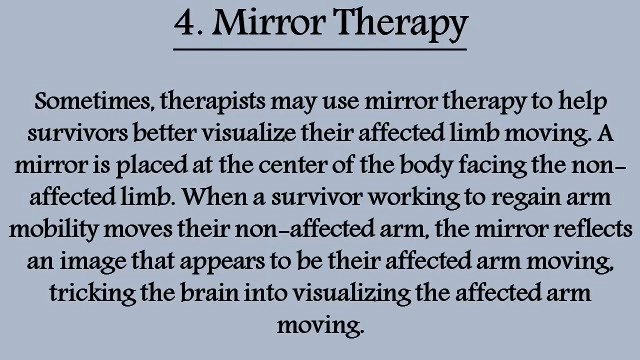 4. Mirror Therapy
Sometimes, therapists may use mirror therapy to help
survivors better visualize their affected limb moving. A
mirror is placed at the center of the body facing the non-
affected limb. When a survivor working to regain arm
mobility moves their non-affected arm, the mirror reflects
an image that appears to be their affected arm moving,
tricking the brain into visualizing the affected arm
moving.